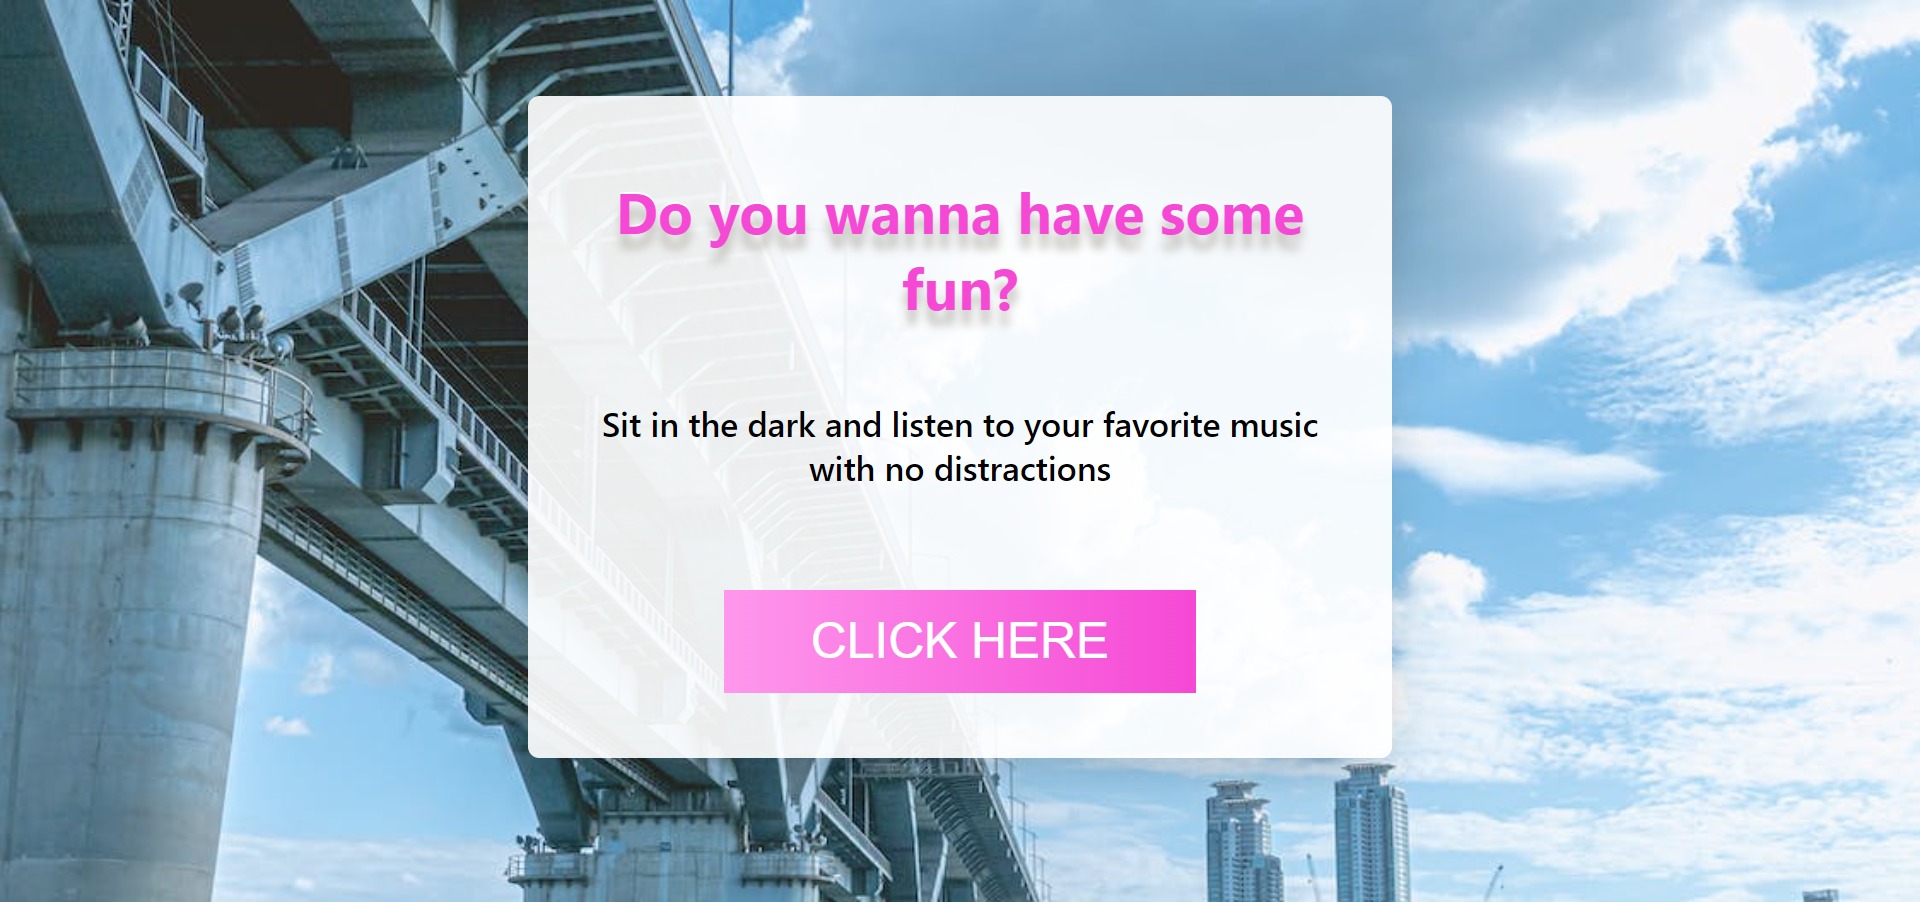 Do you wanna have some
fun?
Sit in the dark and listen to your favorite music
with no distractions
CLICK HERE